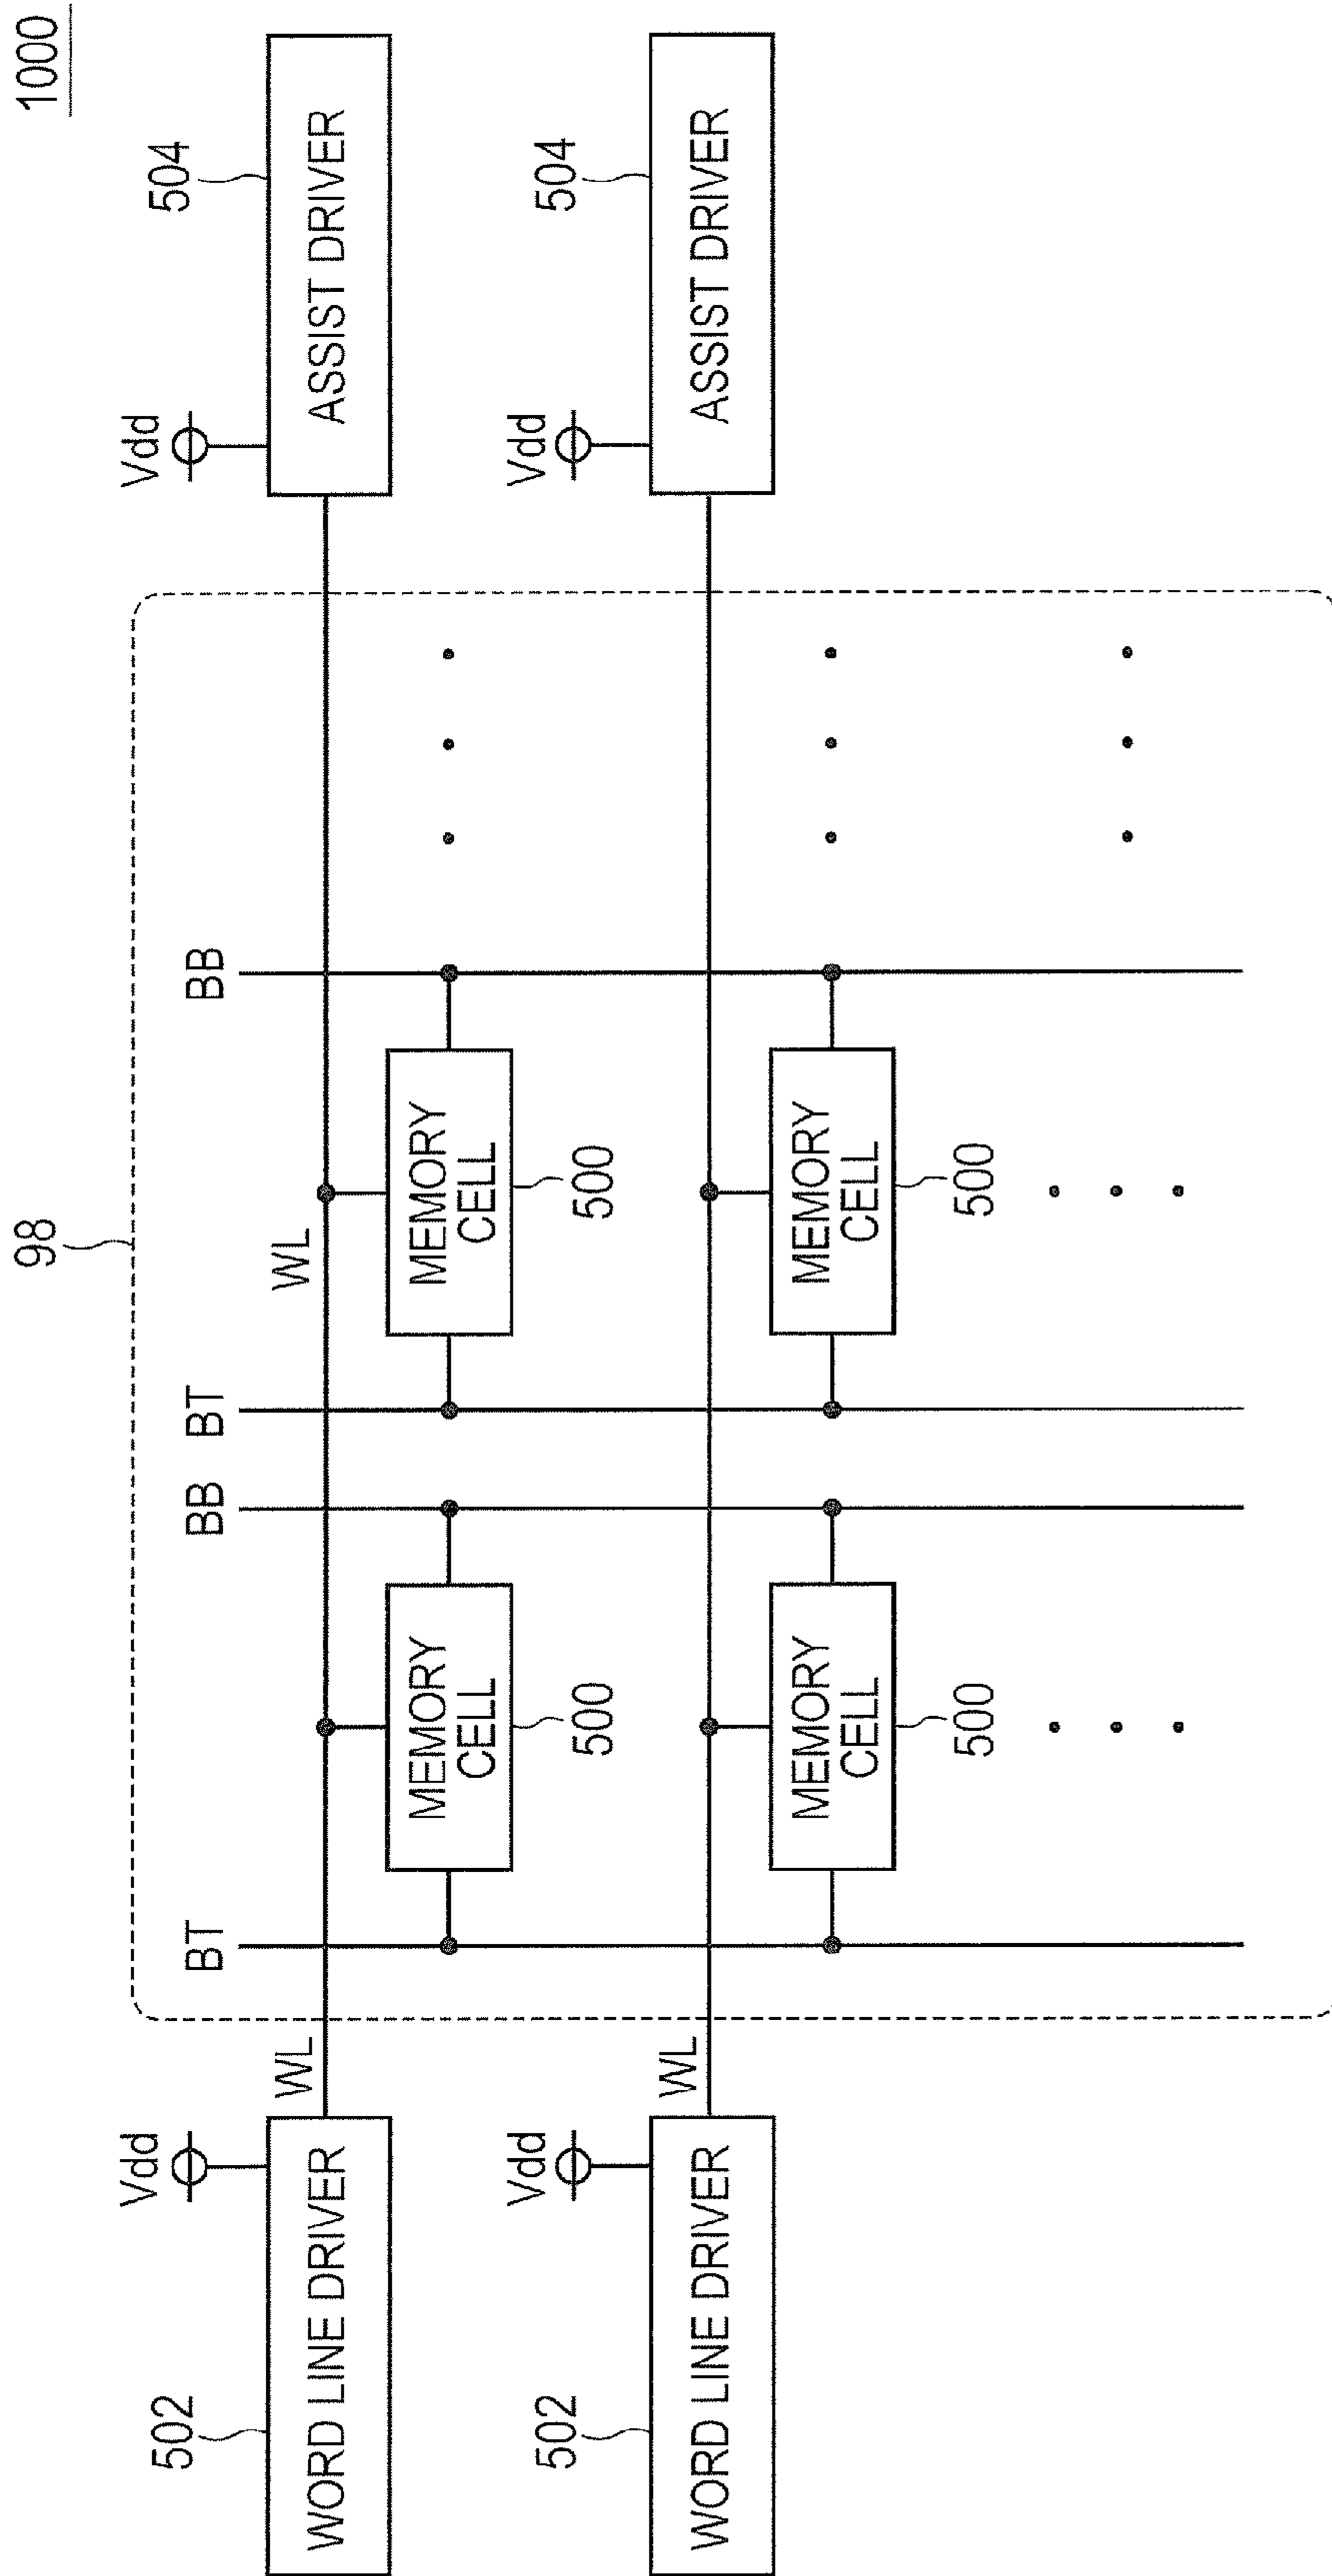 1000
98
502
Vdd
WORD LINE DRIVER
WL
BT
BB
BT
BB
WL
504
Vdd
ASSIST DRIVER
MEMORY
CELL
500
MEMORY
CELL
500
502
Vdd
WORD LINE DRIVER
WL
504
Vdd
ASSIST DRIVER
MEMORY
CELL
500
MEMORY
CELL
500